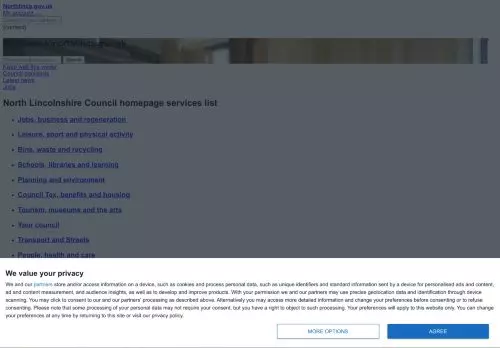 Northlincs.gov.uk
My account
(content)
Search
Keep well this winter
Council payments
Latest news
Jobs
North Lincolnshire Council homepage services list
Jobs, business and regeneration
Leisure, sport and physical activity
Bins, waste and recycling
Schools, libraries and learning
Planning and environment
Council Tax, benefits and housing
Tourism, museums and the arts
Your council
Transport and Streets
People, health and care
We value your privacy
We and our partners store and/or access information on a device, such as cookies and process personal data, such as unique identifiers and standard information sent by a device for personalised ads and content,
ad and content measurement, and audience insights, as well as to develop and improve products. With your permission we and our partners may use precise geolocation data and identification through device
scanning. You may click to consent to our and our partners' processing as described above. Alternatively you may access more detailed information and change your preferences before consenting or to refuse
consenting. Please note that some processing of your personal data may not require your consent, but you have a right to object to such processing. Your preferences will apply to this website only. You can change
your preferences at any time by returning to this site or visit our privacy policy.
MORE OPTIONS
AGREE